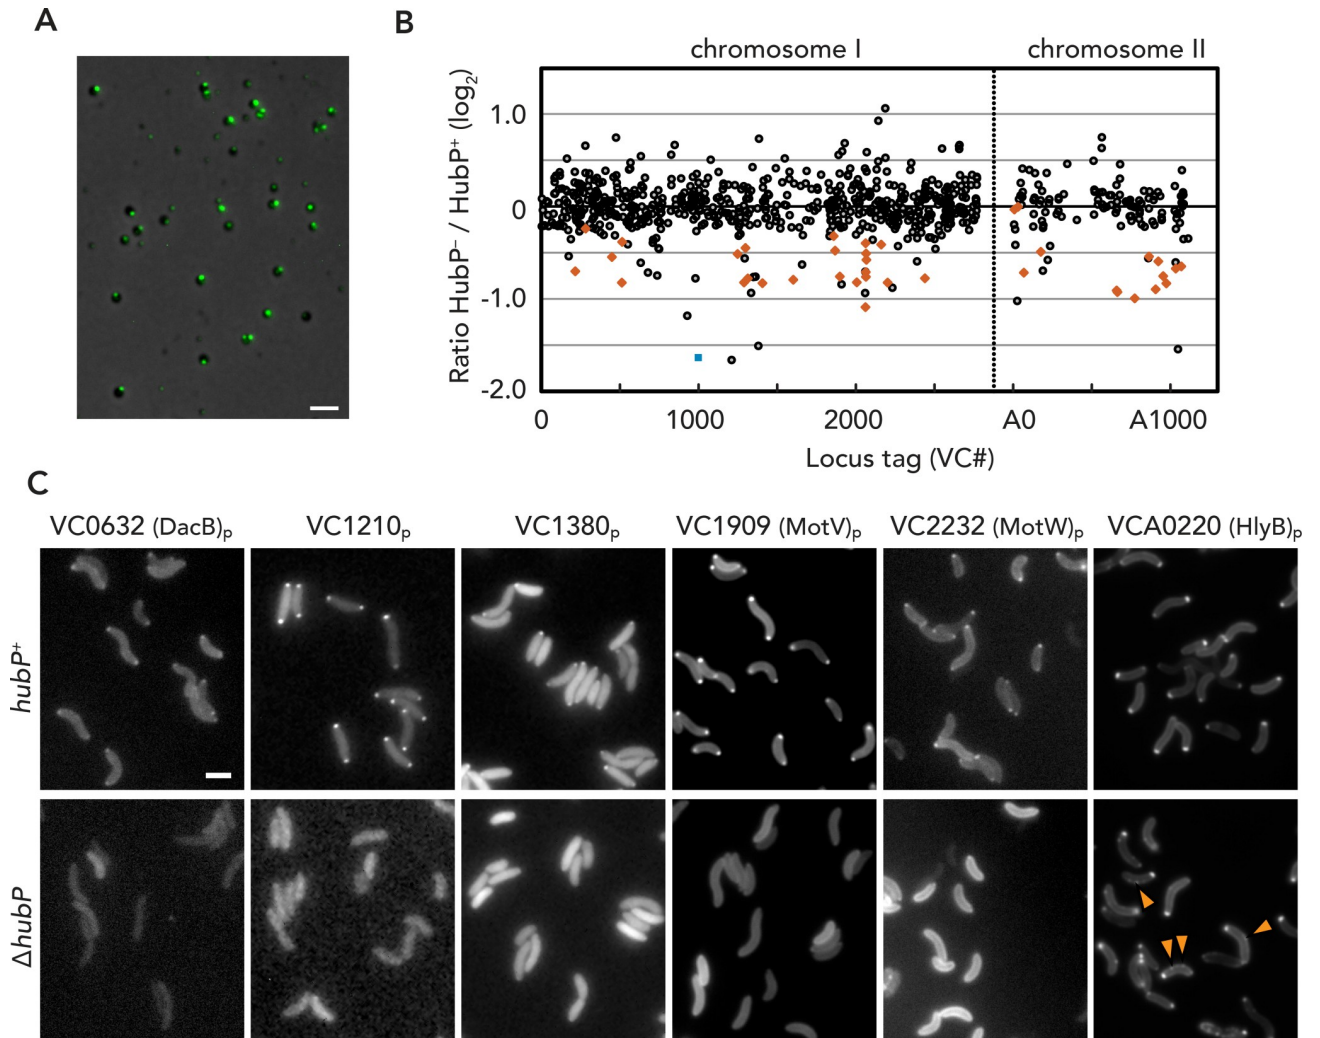 A
B
chromosome I
chromosome II
Ratio HubP⁻ / HubP⁺ (log₂)
1.0
0
-1.0
-2.0
0
1000
2000
A0
A1000
Locus tag (VC#)
C
VC0632 (DacB)ₚ
VC1210ₚ
VC1380ₚ
VC1909 (MotV)ₚ
VC2232 (MotW)ₚ
VCA0220 (HlyB)ₚ
hubP⁺
ΔhubP